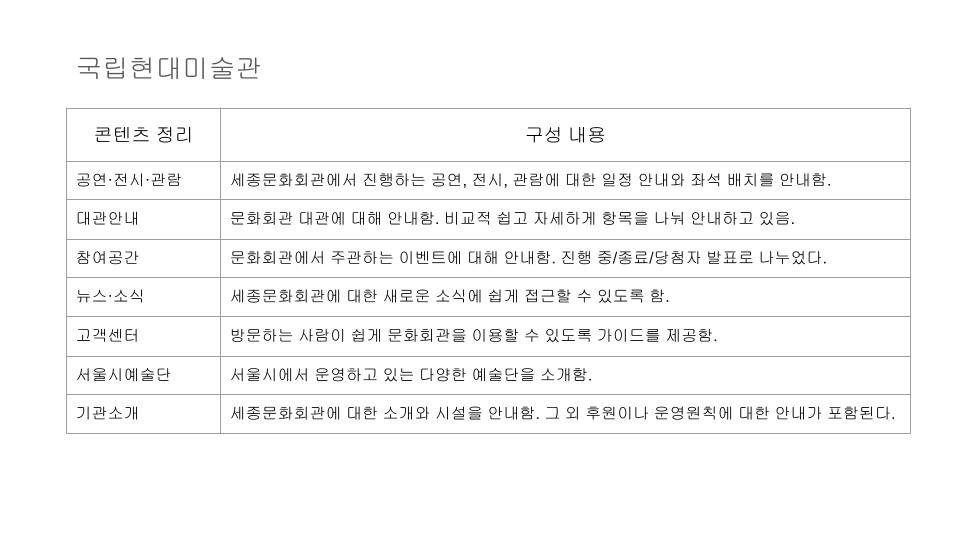 국립현대미술관
콘텐츠 정리 구성 내용
공연·전시·관람 세종문화회관에서 진행하는 공연, 전시, 관람에 대한 일정 안내와 좌석 배치를 안내함.
대관안내 문화회관 대관에 대해 안내함. 비교적 쉽고 자세하게 항목을 나눠 안내하고 있음.
참여공간 문화회관에서 주관하는 이벤트에 대해 안내함. 진행 중/종료/당첨자 발표로 나누었다.
뉴스·소식 세종문화회관에 대한 새로운 소식에 쉽게 접근할 수 있도록 함.
고객센터 방문하는 사람이 쉽게 문화회관을 이용할 수 있도록 가이드를 제공함.
서울시예술단 서울시에서 운영하고 있는 다양한 예술단을 소개함.
기관소개 세종문화회관에 대한 소개와 시설을 안내함. 그 외 후원이나 운영원칙에 대한 안내가 포함된다.